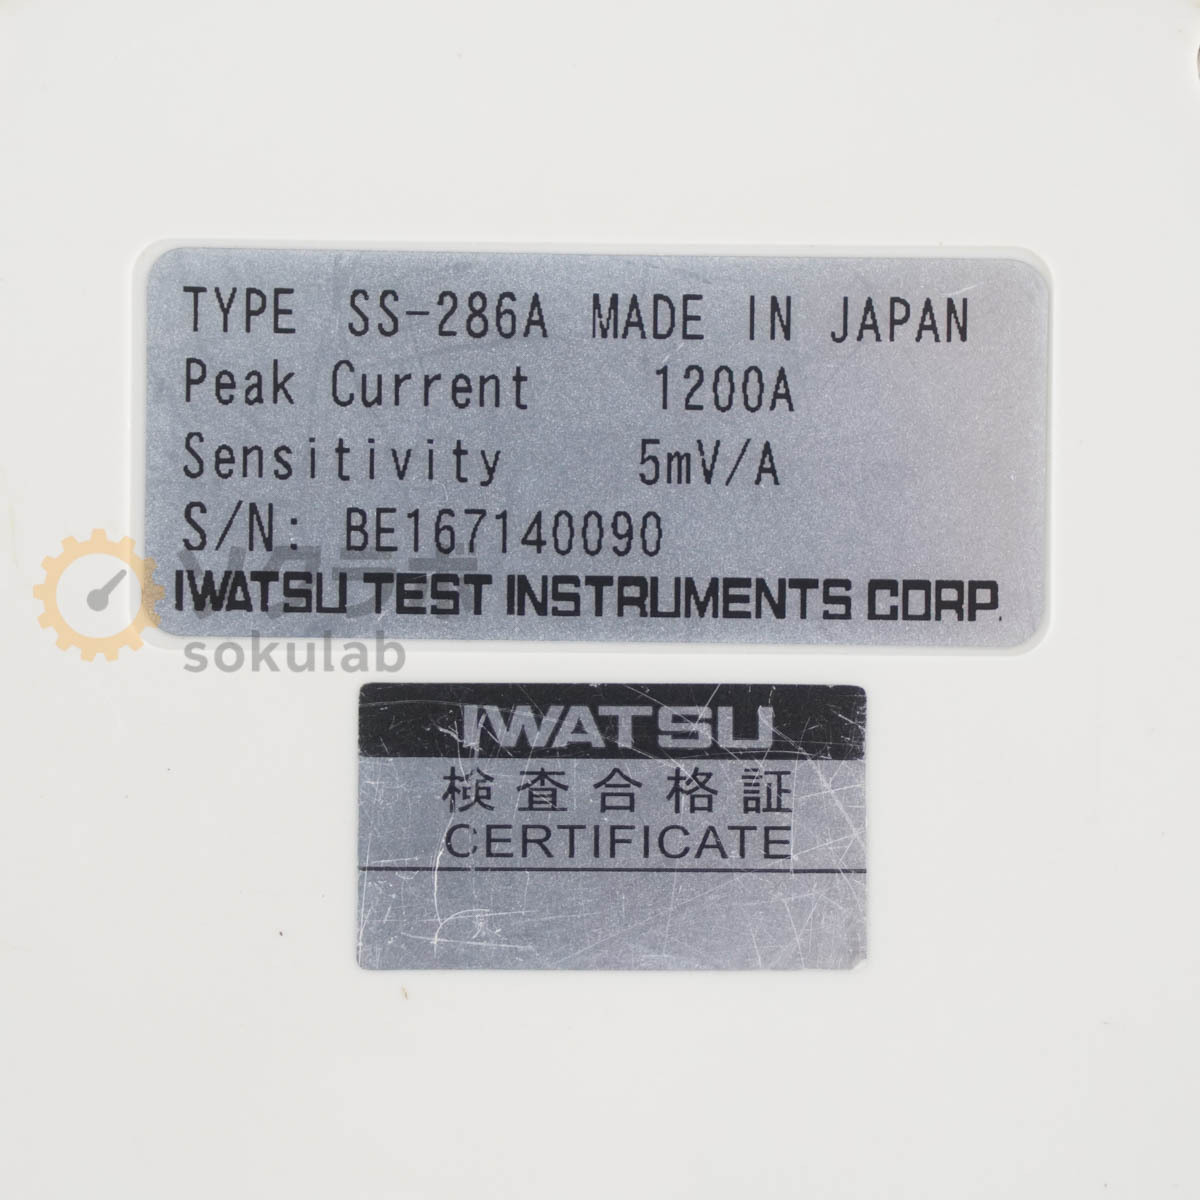 TYPE SS-286A MADE IN JAPAN
Peak Current 1200A
Sensitivity 5mV/A
S/N: BE167140090
IWATSU TEST INSTRUMENTS CORP.
sokulab
IWATSU
検査合格証
CERTIFICATE